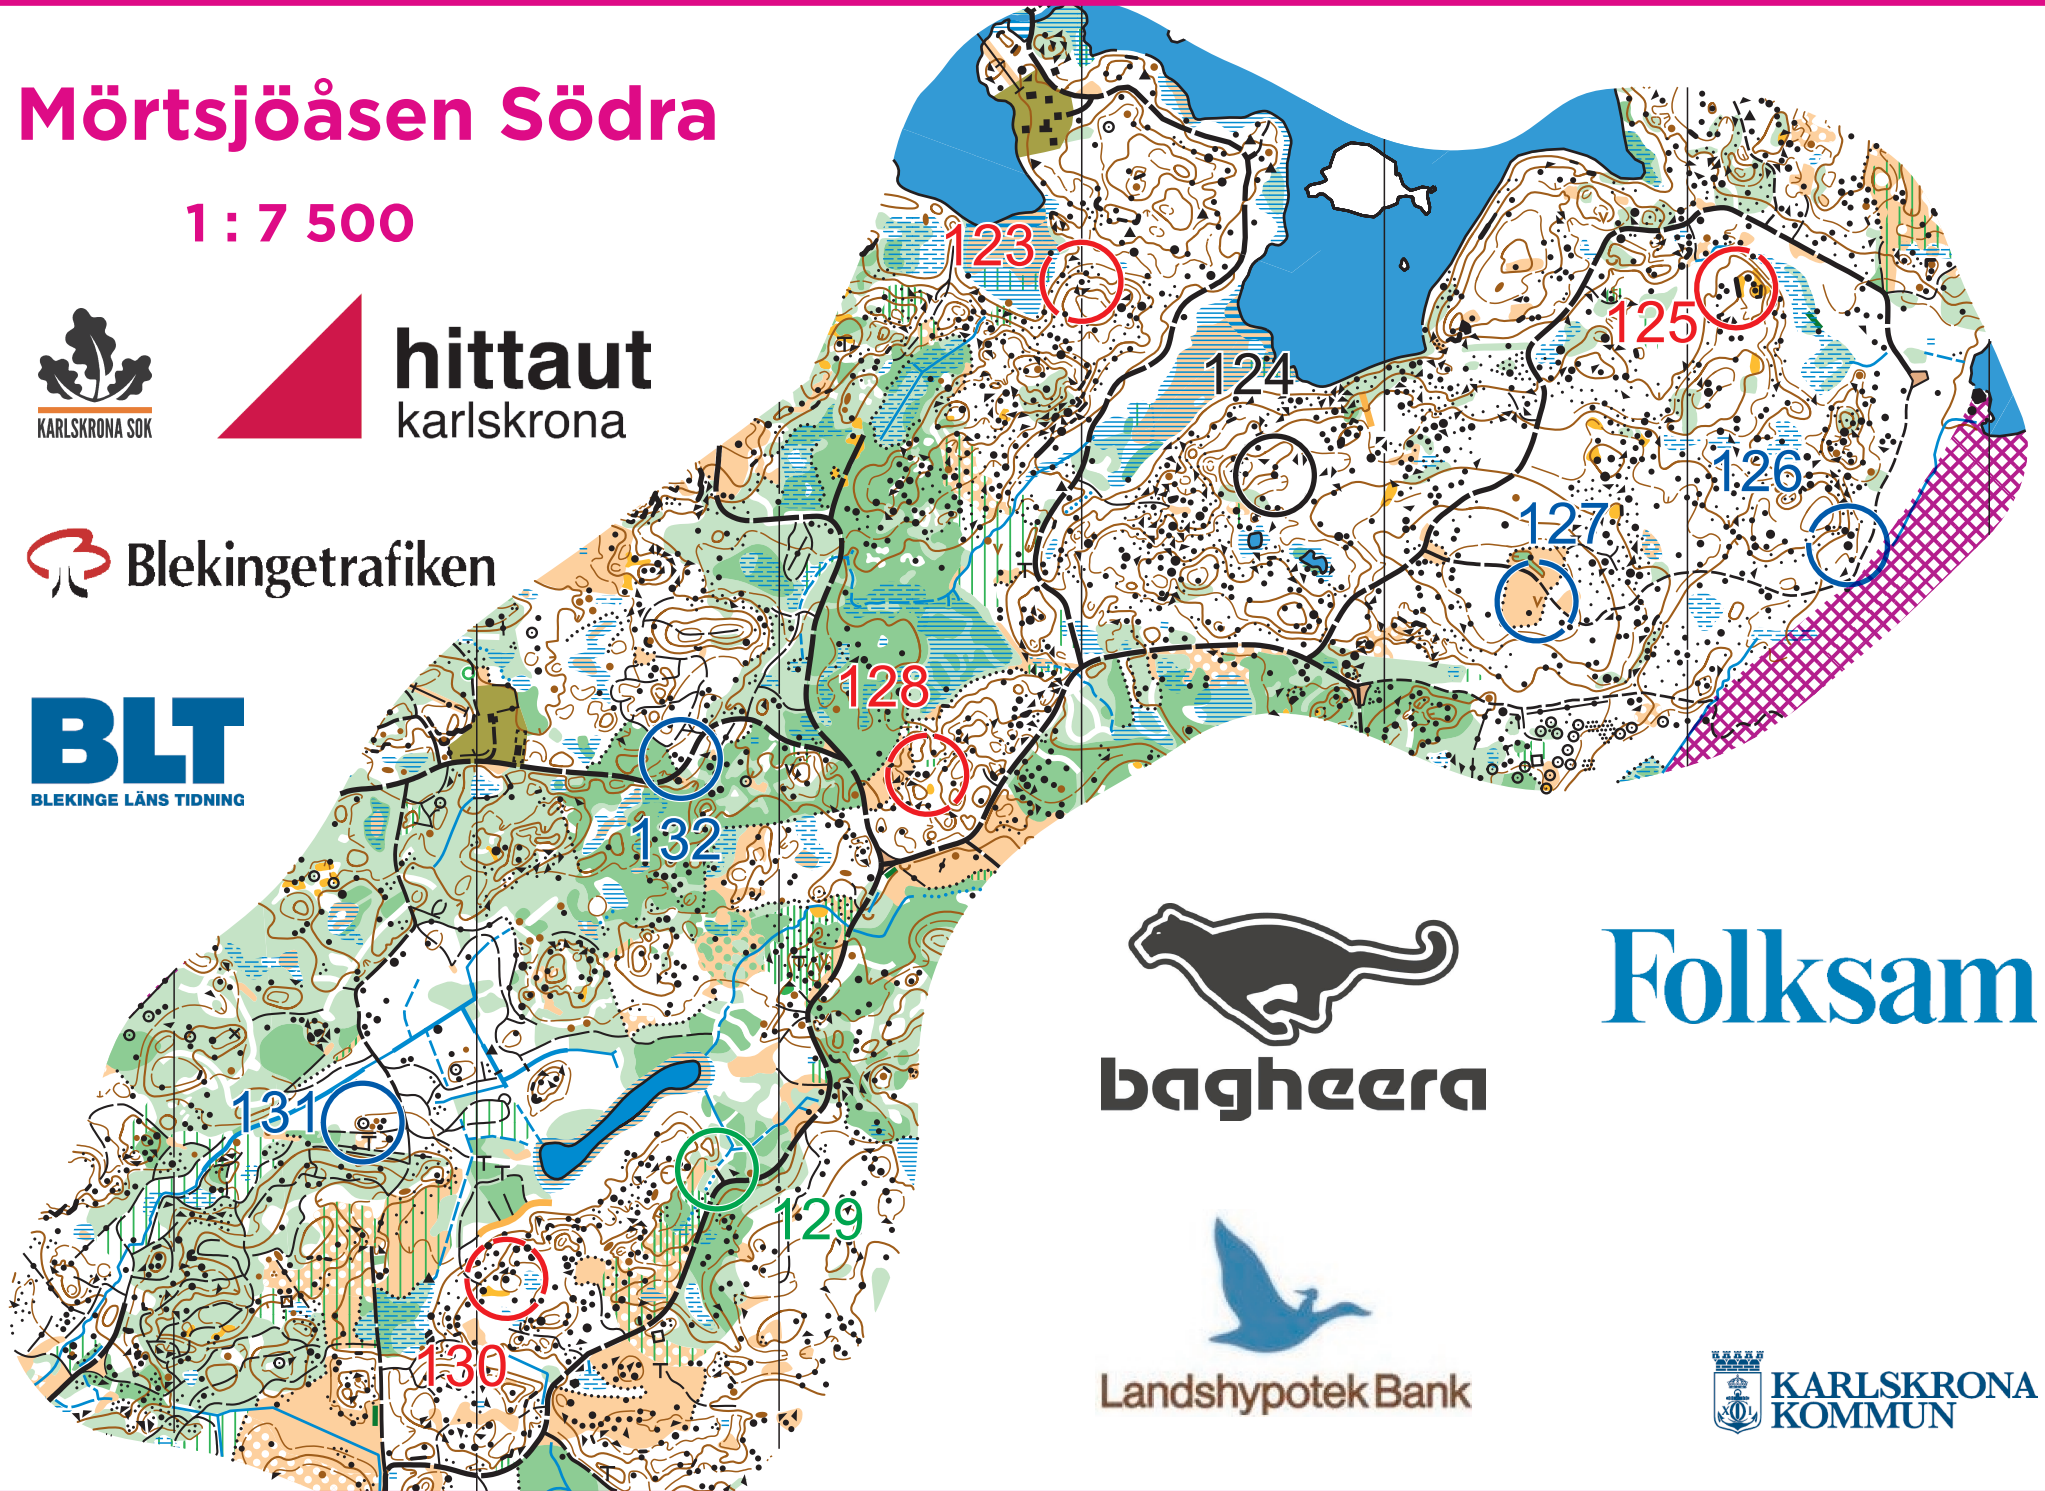 Mörtsjöåsen Södra
1 : 7 500
KARLSKRONA SOK
hittaut
karlskrona
Blekingetrafiken
BLT
BLEKINGE LÄNS TIDNING
123
124
125
126
127
128
132
131
129
130
bagheera
Folksam
Landshypotek Bank
KARLSKRONA
KOMMUN